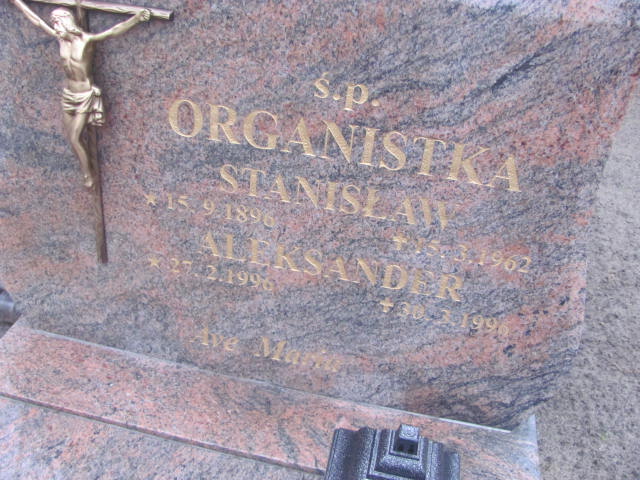 ś.p.
ORGANISTKA
STANISŁAW
* 15.9.1896 ✝ 15.3.1962
ALEKSANDER
* 27.2.1996 ✝ 30.3.1996
Ave Maria